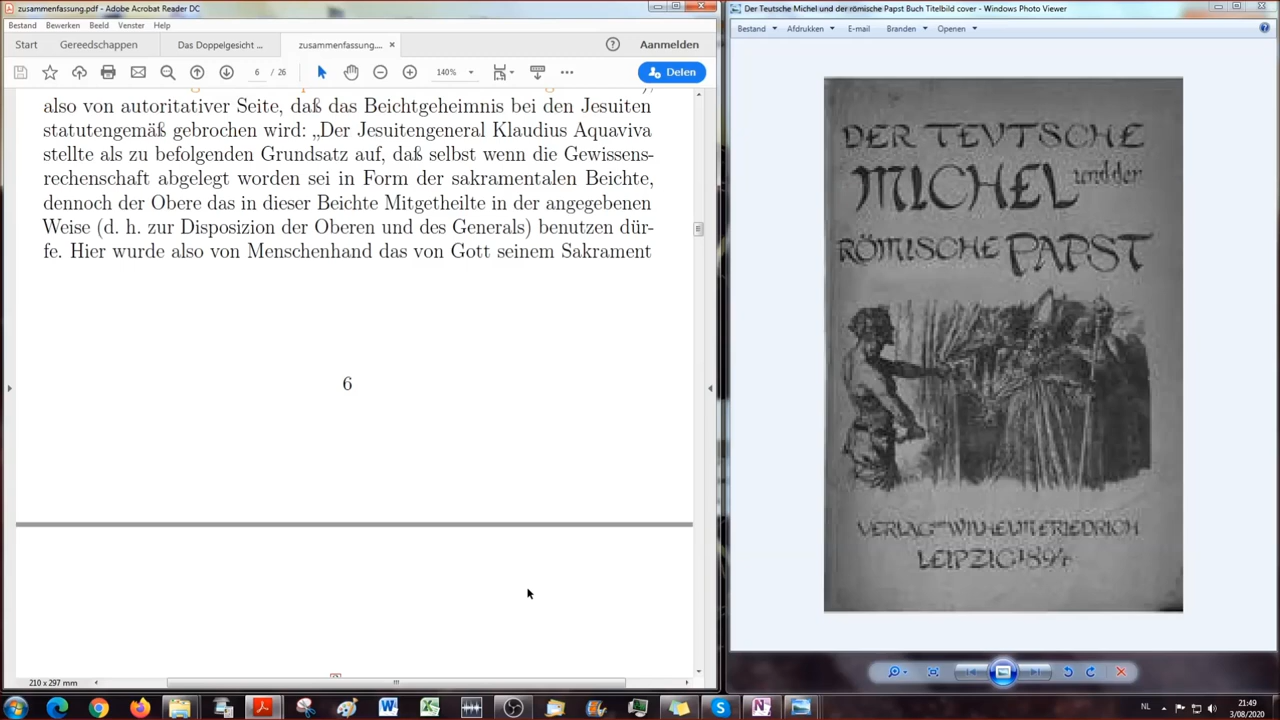 zusammenfassung.pdf - Adobe Acrobat Reader DC
Bestand Bewerken Beeld Venster Help
Start Gereedschappen Das Doppelgesicht ... zusammenfassung.... × Anmelden
6 / 26 140% Delen
also von autoritativer Seite, daß das Beichtgeheimnis bei den Jesuiten
statutengemäß gebrochen wird: „Der Jesuitengeneral Klaudius Aquaviva
stellte als zu befolgenden Grundsatz auf, daß selbst wenn die Gewissens-
rechenschaft abgelegt worden sei in Form der sakramentalen Beichte,
dennoch der Obere das in dieser Beichte Mitgetheilte in der angegebenen
Weise (d. h. zur Disposizion der Oberen und des Generals) benutzen dür-
fe. Hier wurde also von Menschenhand das von Gott seinem Sakrament
6
210 x 297 mm
Der Teutsche Michel und der römische Papst Buch Titelbild cover - Windows Photo Viewer
Bestand Afdrukken E-mail Branden Openen
DER TEVTSCHE
MICHEL und der
RÖMISCHE PAPST
VERLAG WILHELM FRIEDRICH
LEIPZIG 1894
NL 21:49
3/08/2020